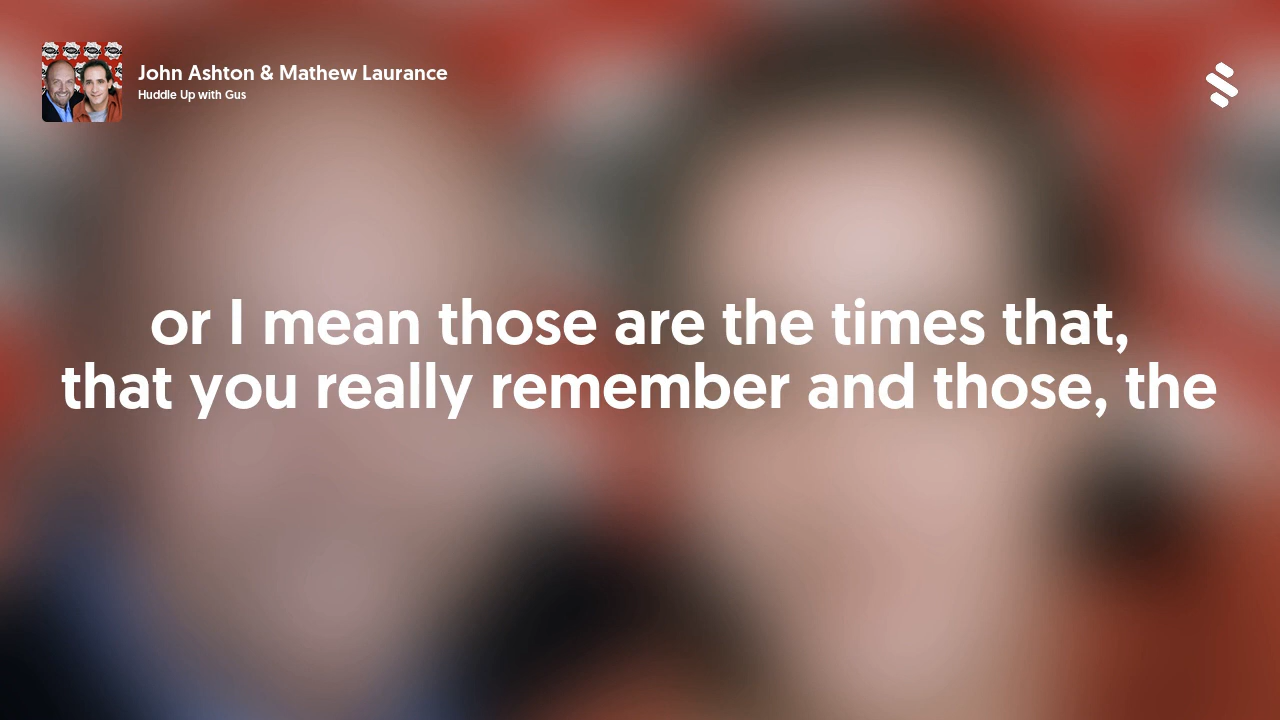 John Ashton & Mathew Laurance
Huddle Up with Gus
or I mean those are the times that,
that you really remember and those, the